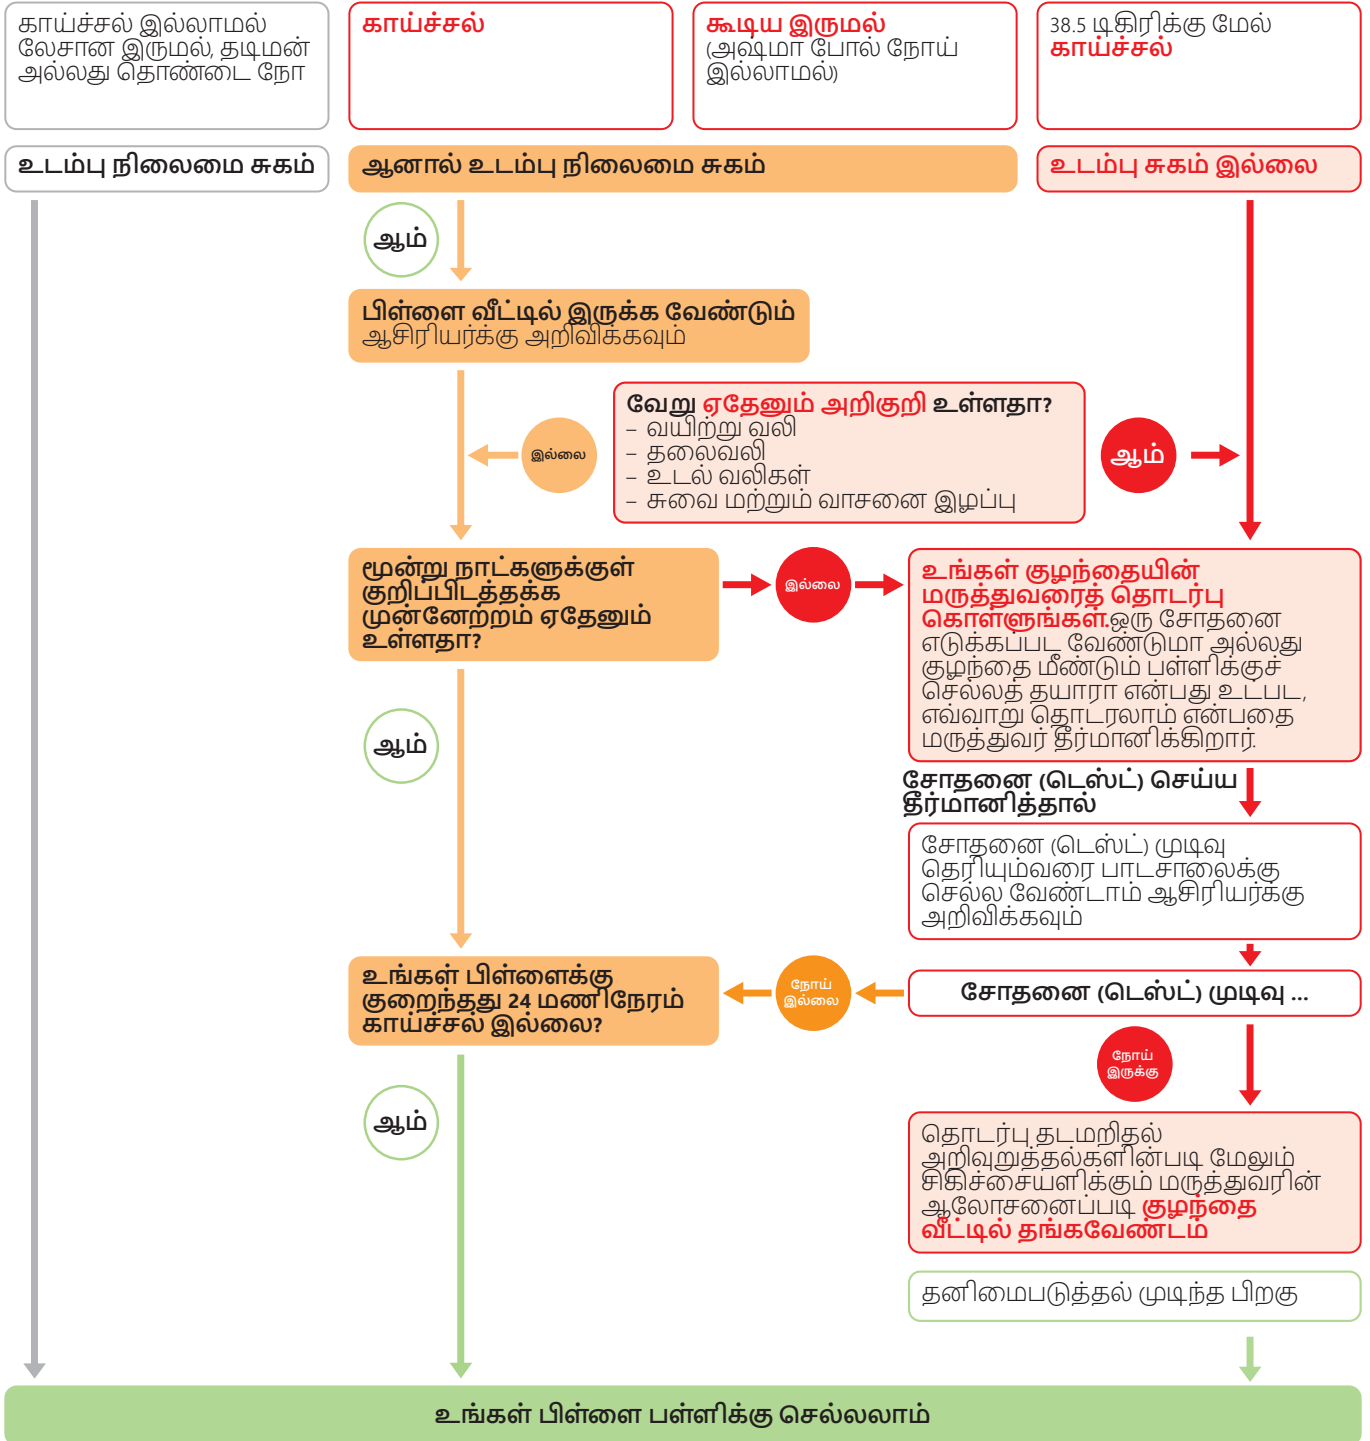 காய்ச்சல் இல்லாமல்
லேசான இருமல், தடிமன்
அல்லது தொண்டை நோ
காய்ச்சல்
கூடிய இருமல்
(அஷ்மா போல் நோய்
இல்லாமல்)
38.5 டிகிரிக்கு மேல்
காய்ச்சல்
உடம்பு நிலைமை சுகம்
ஆனால் உடம்பு நிலைமை சுகம்
உடம்பு சுகம் இல்லை
ஆம்
பிள்ளை வீட்டில் இருக்க வேண்டும்
ஆசிரியர்க்கு அறிவிக்கவும்
வேறு ஏதேனும் அறிகுறி உள்ளதா?
– வயிற்று வலி
– தலைவலி
– உடல் வலிகள்
– சுவை மற்றும் வாசனை இழப்பு
இல்லை
ஆம்
மூன்று நாட்களுக்குள்
குறிப்பிடத்தக்க
முன்னேற்றம் ஏதேனும்
உள்ளதா?
இல்லை
உங்கள் குழந்தையின்
மருத்துவரைத் தொடர்பு
கொள்ளுங்கள்.ஒரு சோதனை
எடுக்கப்பட வேண்டுமா அல்லது
குழந்தை மீண்டும் பள்ளிக்குச்
செல்லத் தயாரா என்பது உட்பட,
எவ்வாறு தொடரலாம் என்பதை
மருத்துவர் தீர்மானிக்கிறார்.
ஆம்
சோதனை (டெஸ்ட்) செய்ய
தீர்மானித்தால்
சோதனை (டெஸ்ட்) முடிவு
தெரியும்வரை பாடசாலைக்கு
செல்ல வேண்டாம் ஆசிரியர்க்கு
அறிவிக்கவும்
உங்கள் பிள்ளைக்கு
குறைந்தது 24 மணிநேரம்
காய்ச்சல் இல்லை?
நோய்
இல்லை
சோதனை (டெஸ்ட்) முடிவு ...
நோய்
இருக்கு
ஆம்
தொடர்பு தடமறிதல்
அறிவுறுத்தல்களின்படி மேலும்
சிகிச்சையளிக்கும் மருத்துவரின்
ஆலோசனைப்படி குழந்தை
வீட்டில் தங்கவேண்டம்
தனிமைபடுத்தல் முடிந்த பிறகு
உங்கள் பிள்ளை பள்ளிக்கு செல்லலாம்